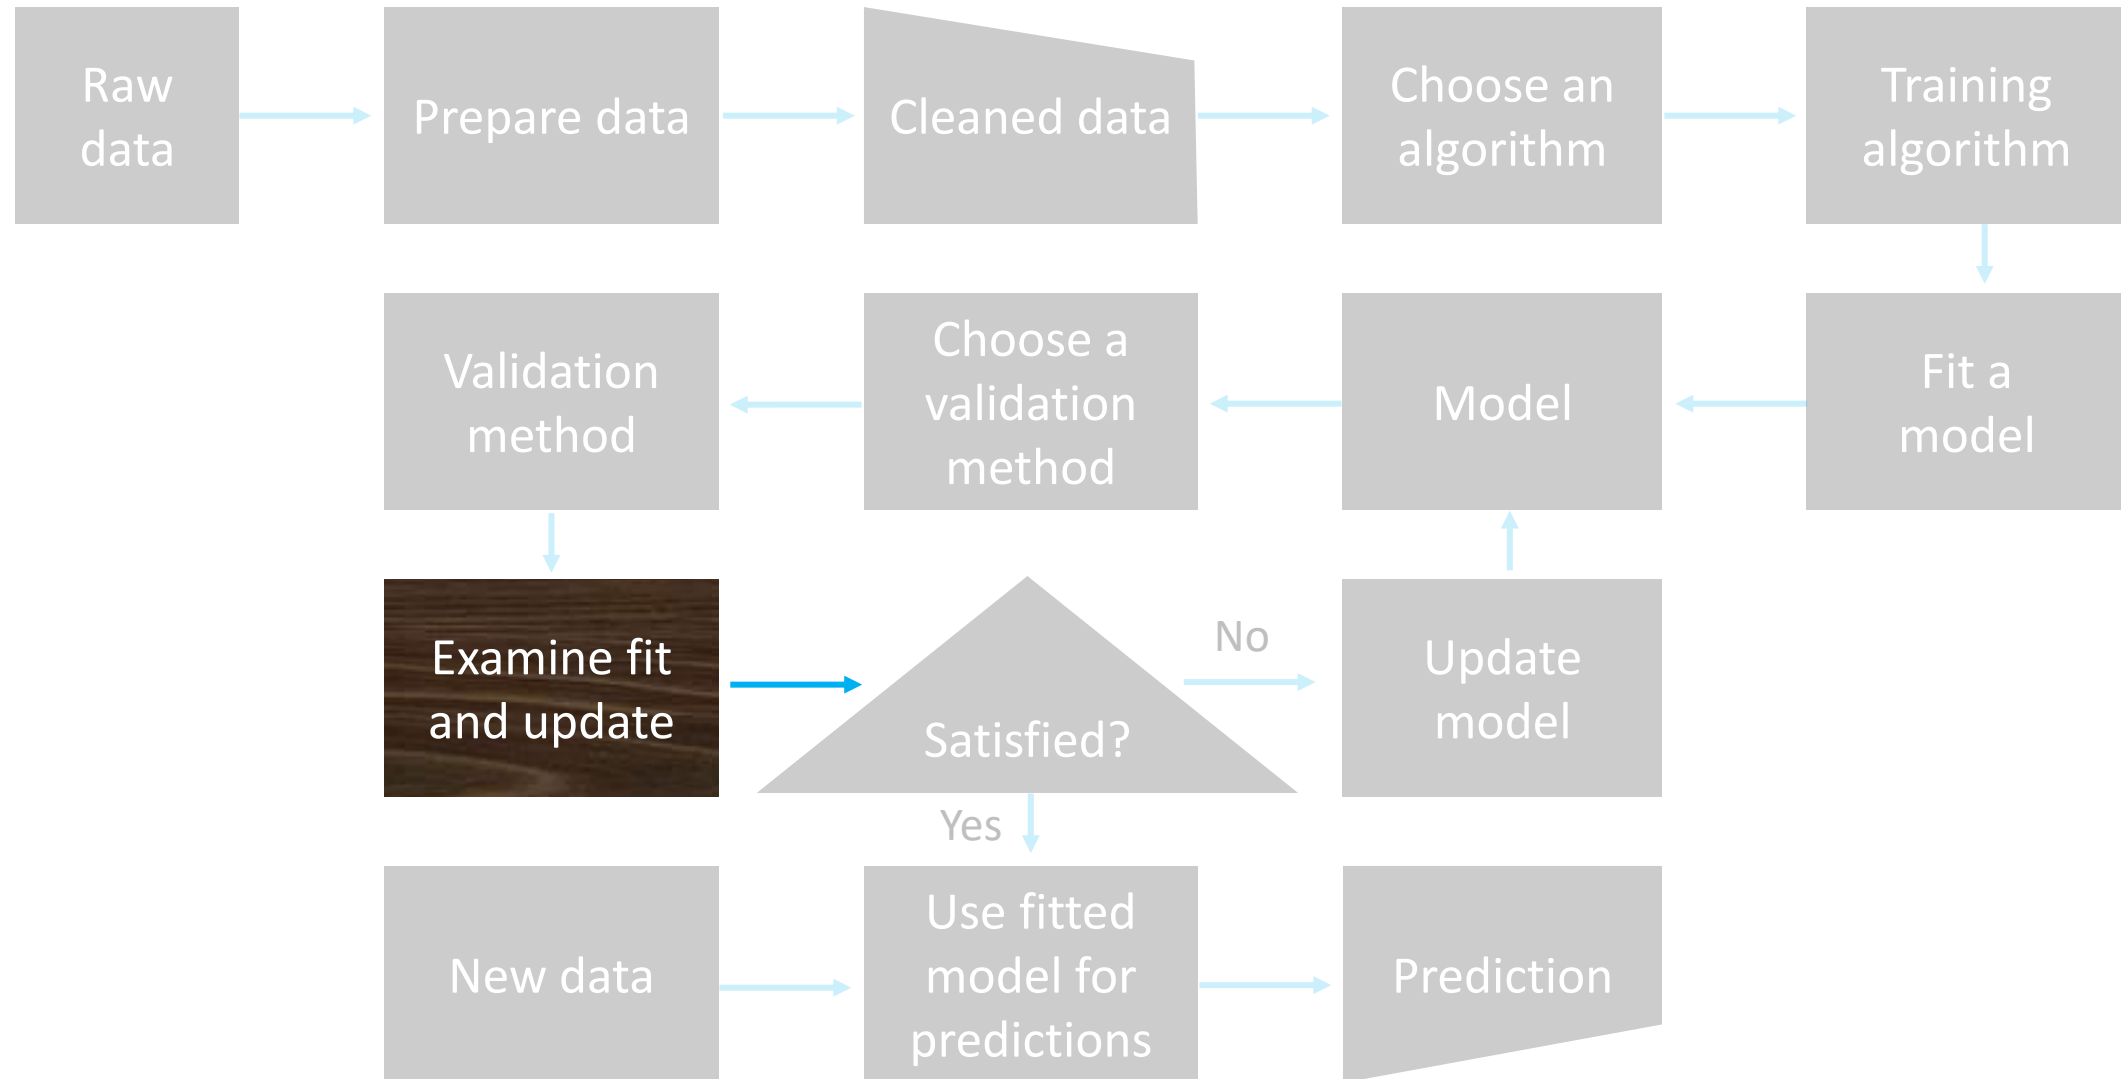 Raw
data
Prepare data
Cleaned data
Choose an
algorithm
Training
algorithm
Validation
method
Choose a
validation
method
Model
Fit a
model
Examine fit
and update
Satisfied?
No
Update
model
Yes
New data
Use fitted
model for
predictions
Prediction